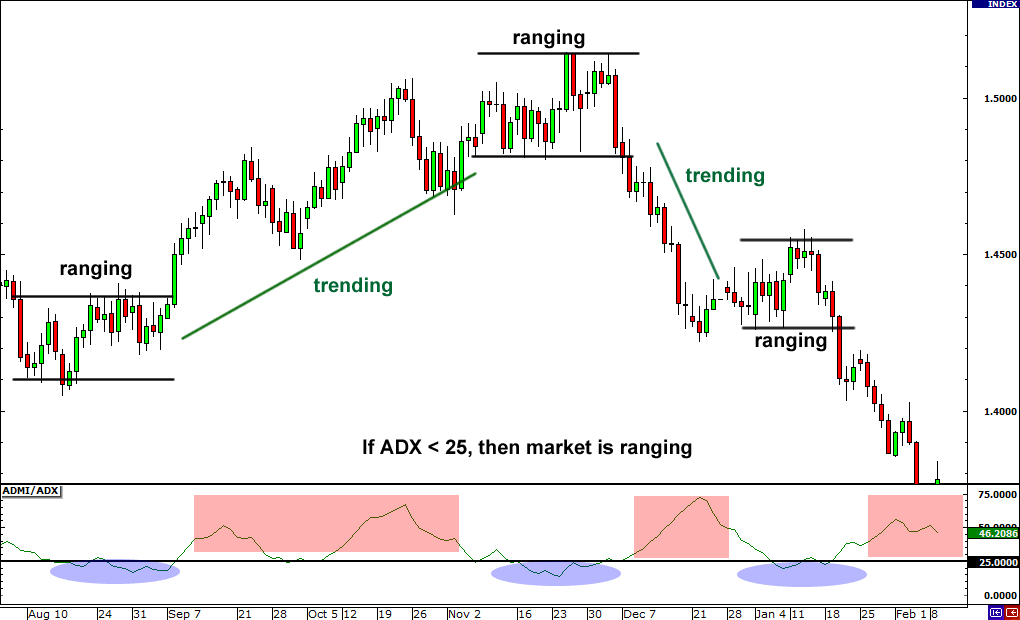 INDEX
ranging
1.5000
trending
1.4500
ranging
trending
ranging
1.4000
If ADX < 25, then market is ranging
ADMI/ADX
75.0000
50.0000
46.2086
25.0000
0.0000
Aug 10 24 31 Sep 7 21 28 Oct 5 12 19 26 Nov 2 16 23 30 Dec 7 21 28 Jan 4 11 18 25 Feb 1 8